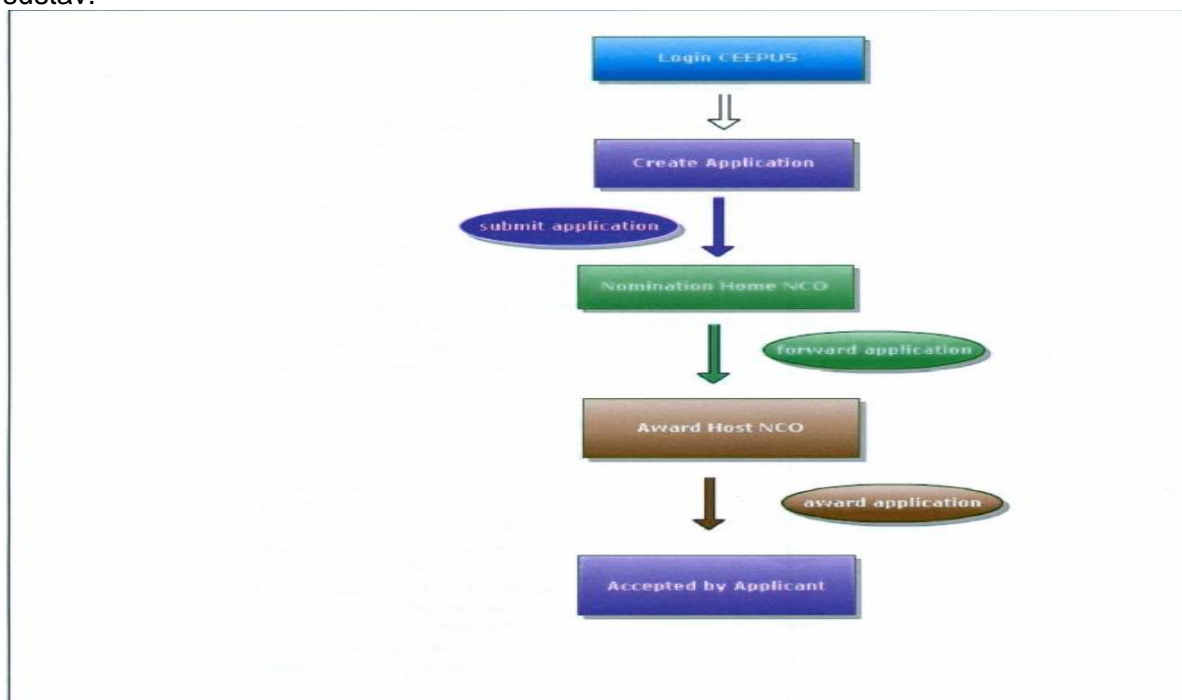 Login CEEPUS
Create Application
submit application
Nomination Home NCO
forward application
Award Host NCO
award application
Accepted by Applicant